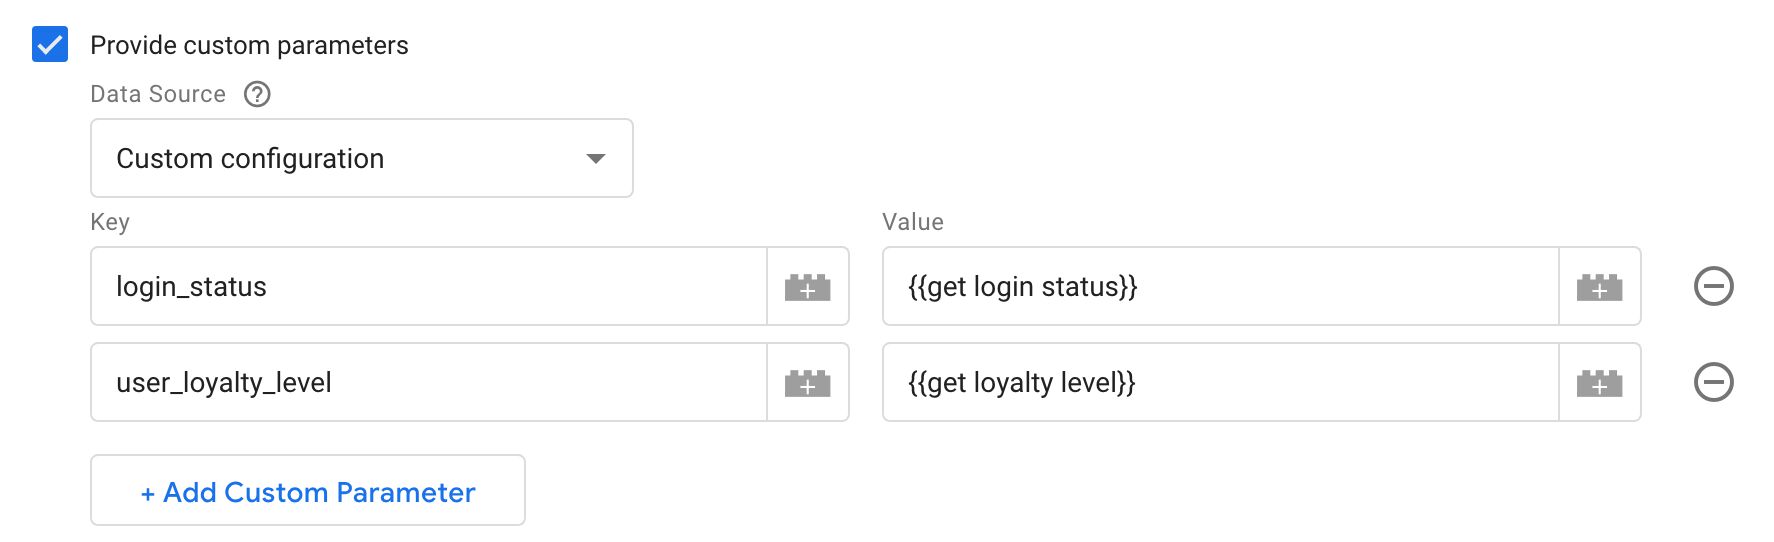 Provide custom parameters
Data Source
Custom configuration
Key Value
login_status {{get login status}}
user_loyalty_level {{get loyalty level}}
+ Add Custom Parameter